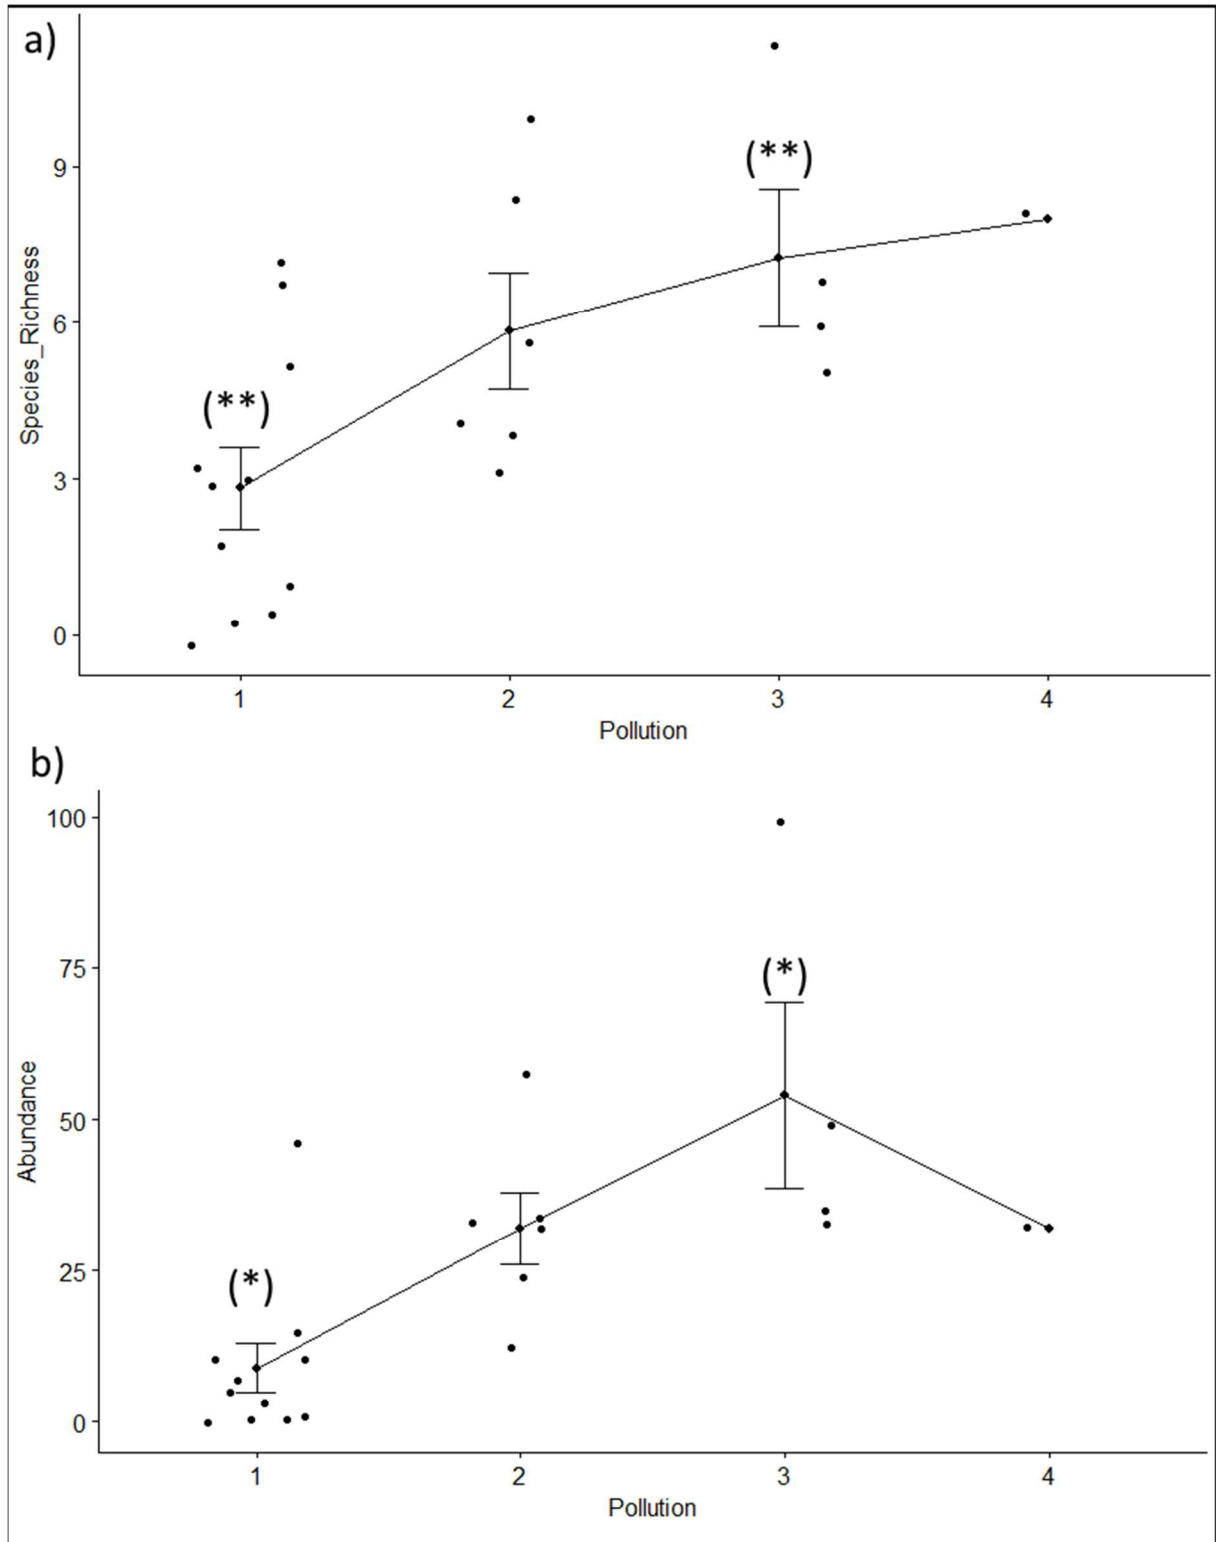 a)
Species_Richness
9
6
3
0
(**)
(**)
1 2 3 4
Pollution
b)
Abundance
100
75
50
25
0
(*)
(*)
1 2 3 4
Pollution